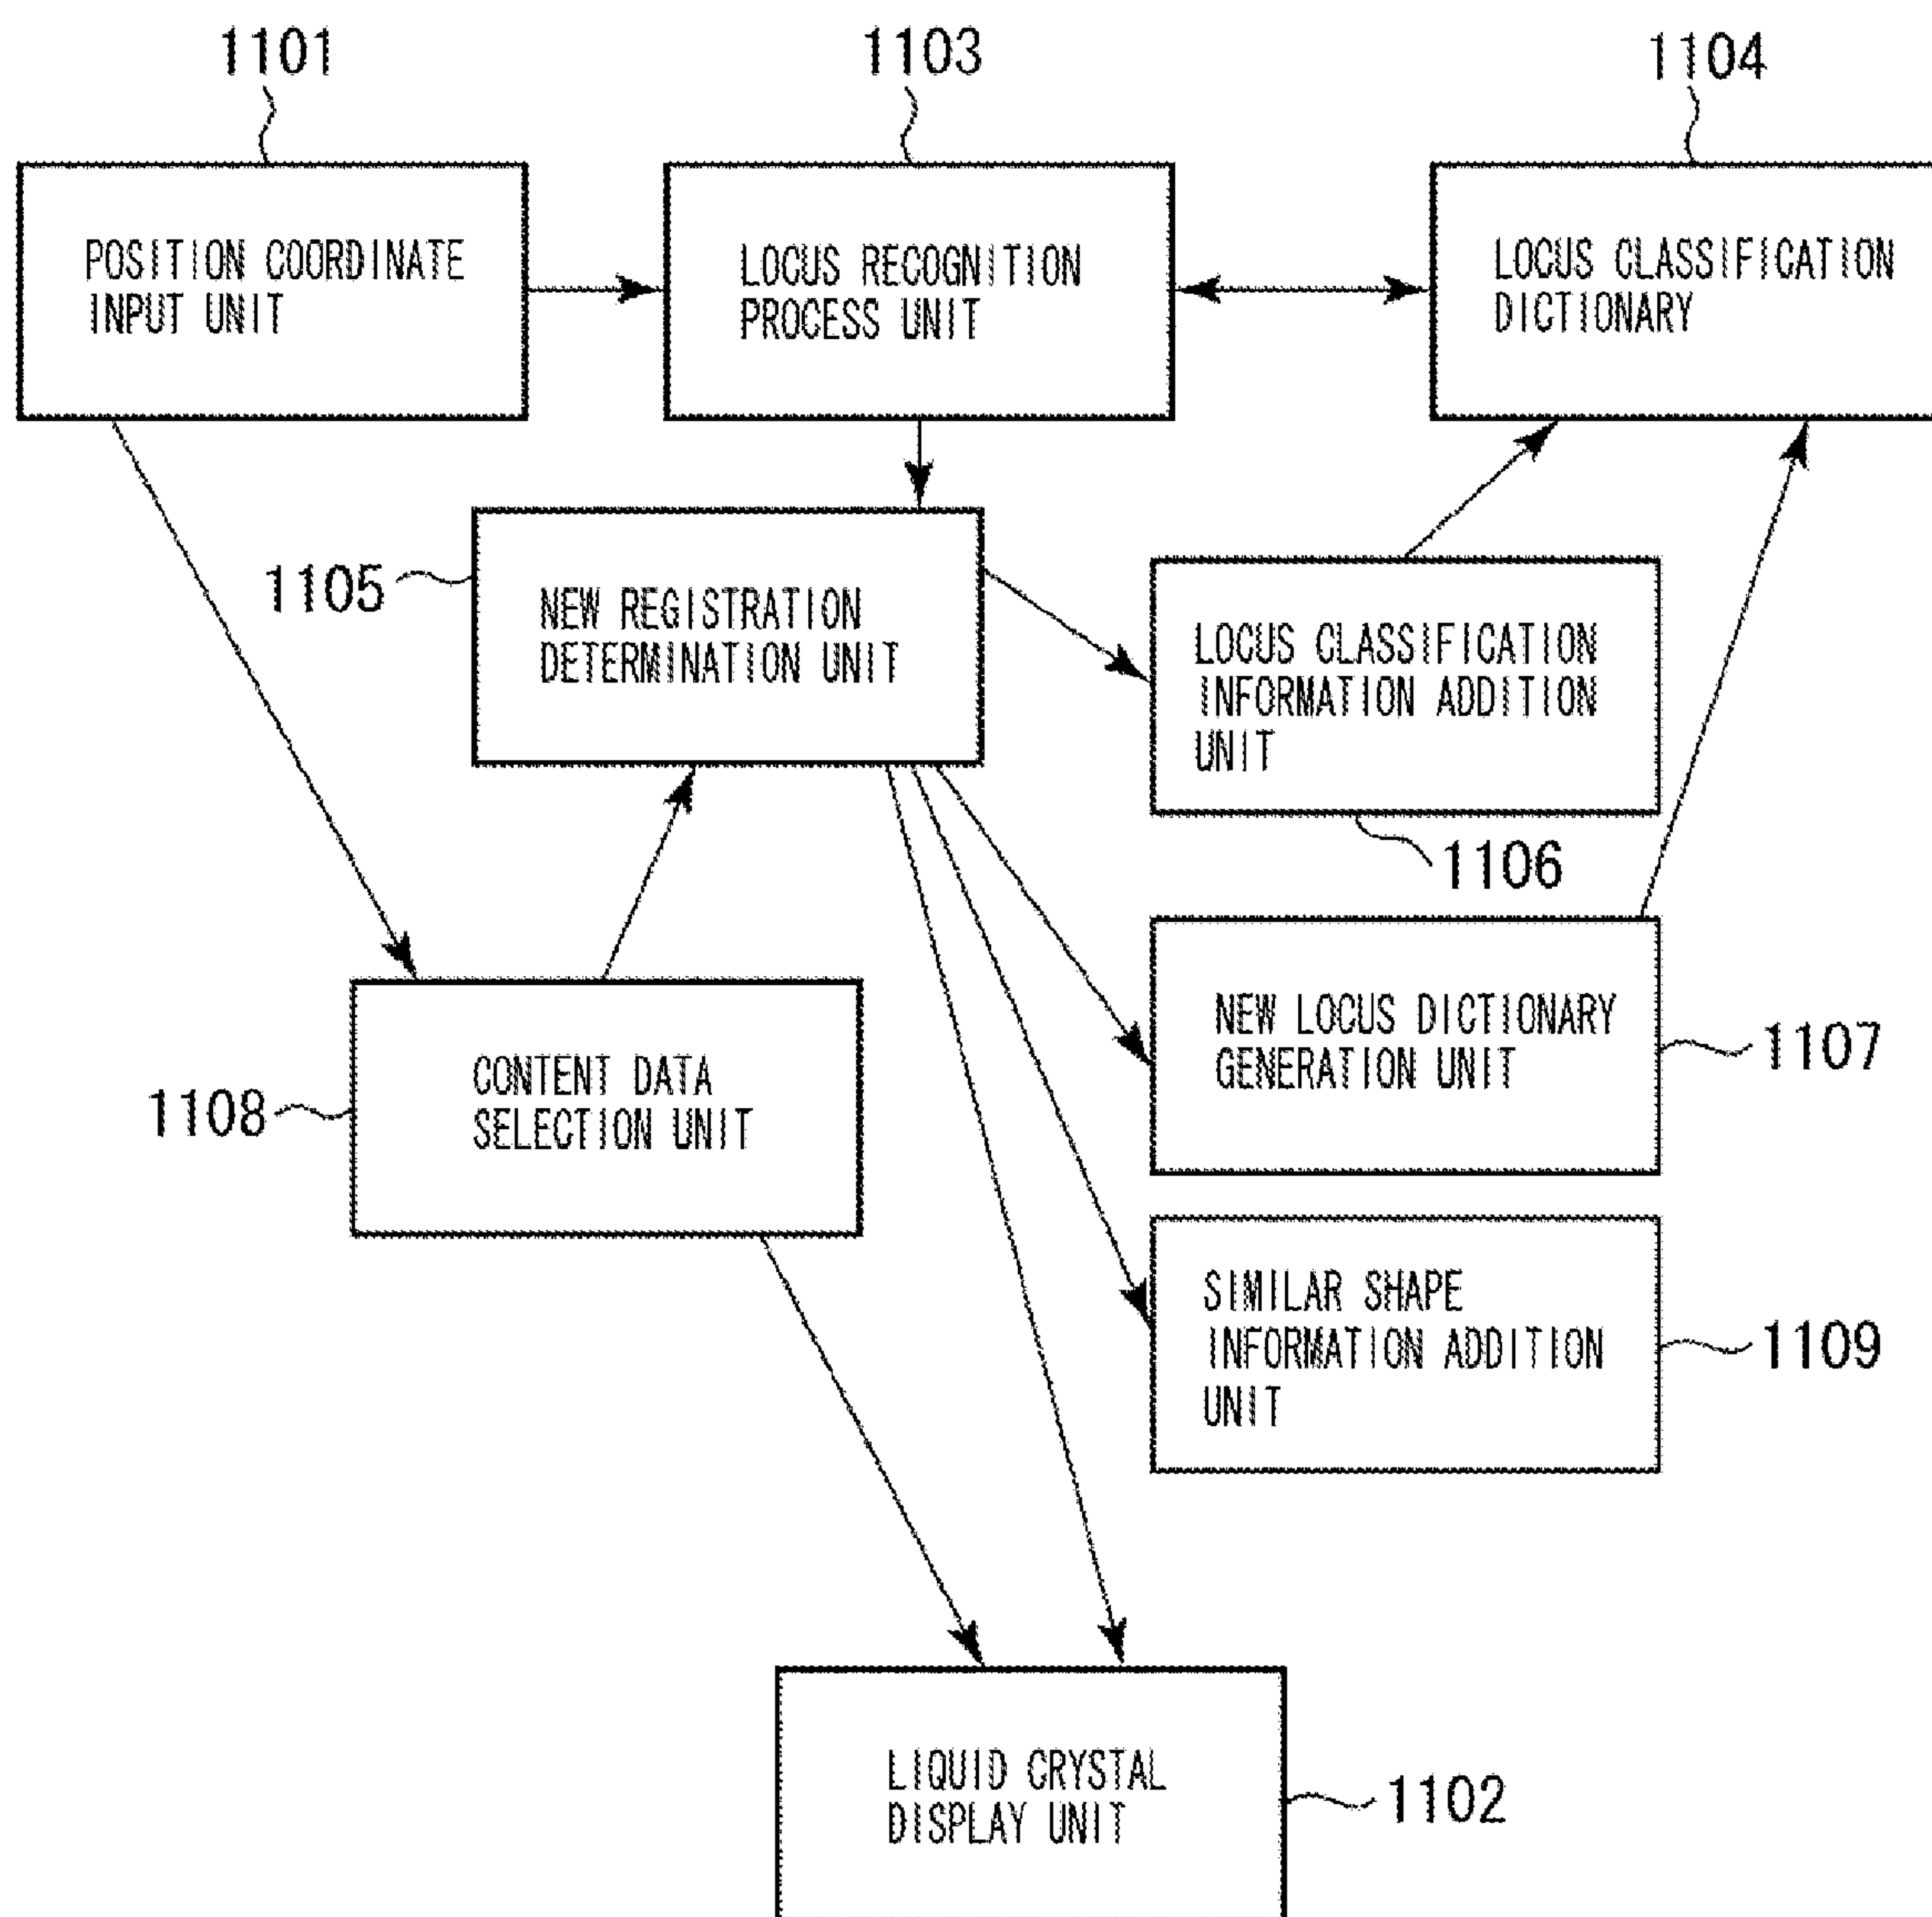 1101
1103
1104
POSITION COORDINATE
INPUT UNIT
LOCUS RECOGNITION
PROCESS UNIT
LOCUS CLASSIFICATION
DICTIONARY
1105
NEW REGISTRATION
DETERMINATION UNIT
LOCUS CLASSIFICATION
INFORMATION ADDITION
UNIT
1106
NEW LOCUS DICTIONARY
GENERATION UNIT
1107
1108
CONTENT DATA
SELECTION UNIT
SIMILAR SHAPE
INFORMATION ADDITION
UNIT
1109
LIQUID CRYSTAL
DISPLAY UNIT
1102